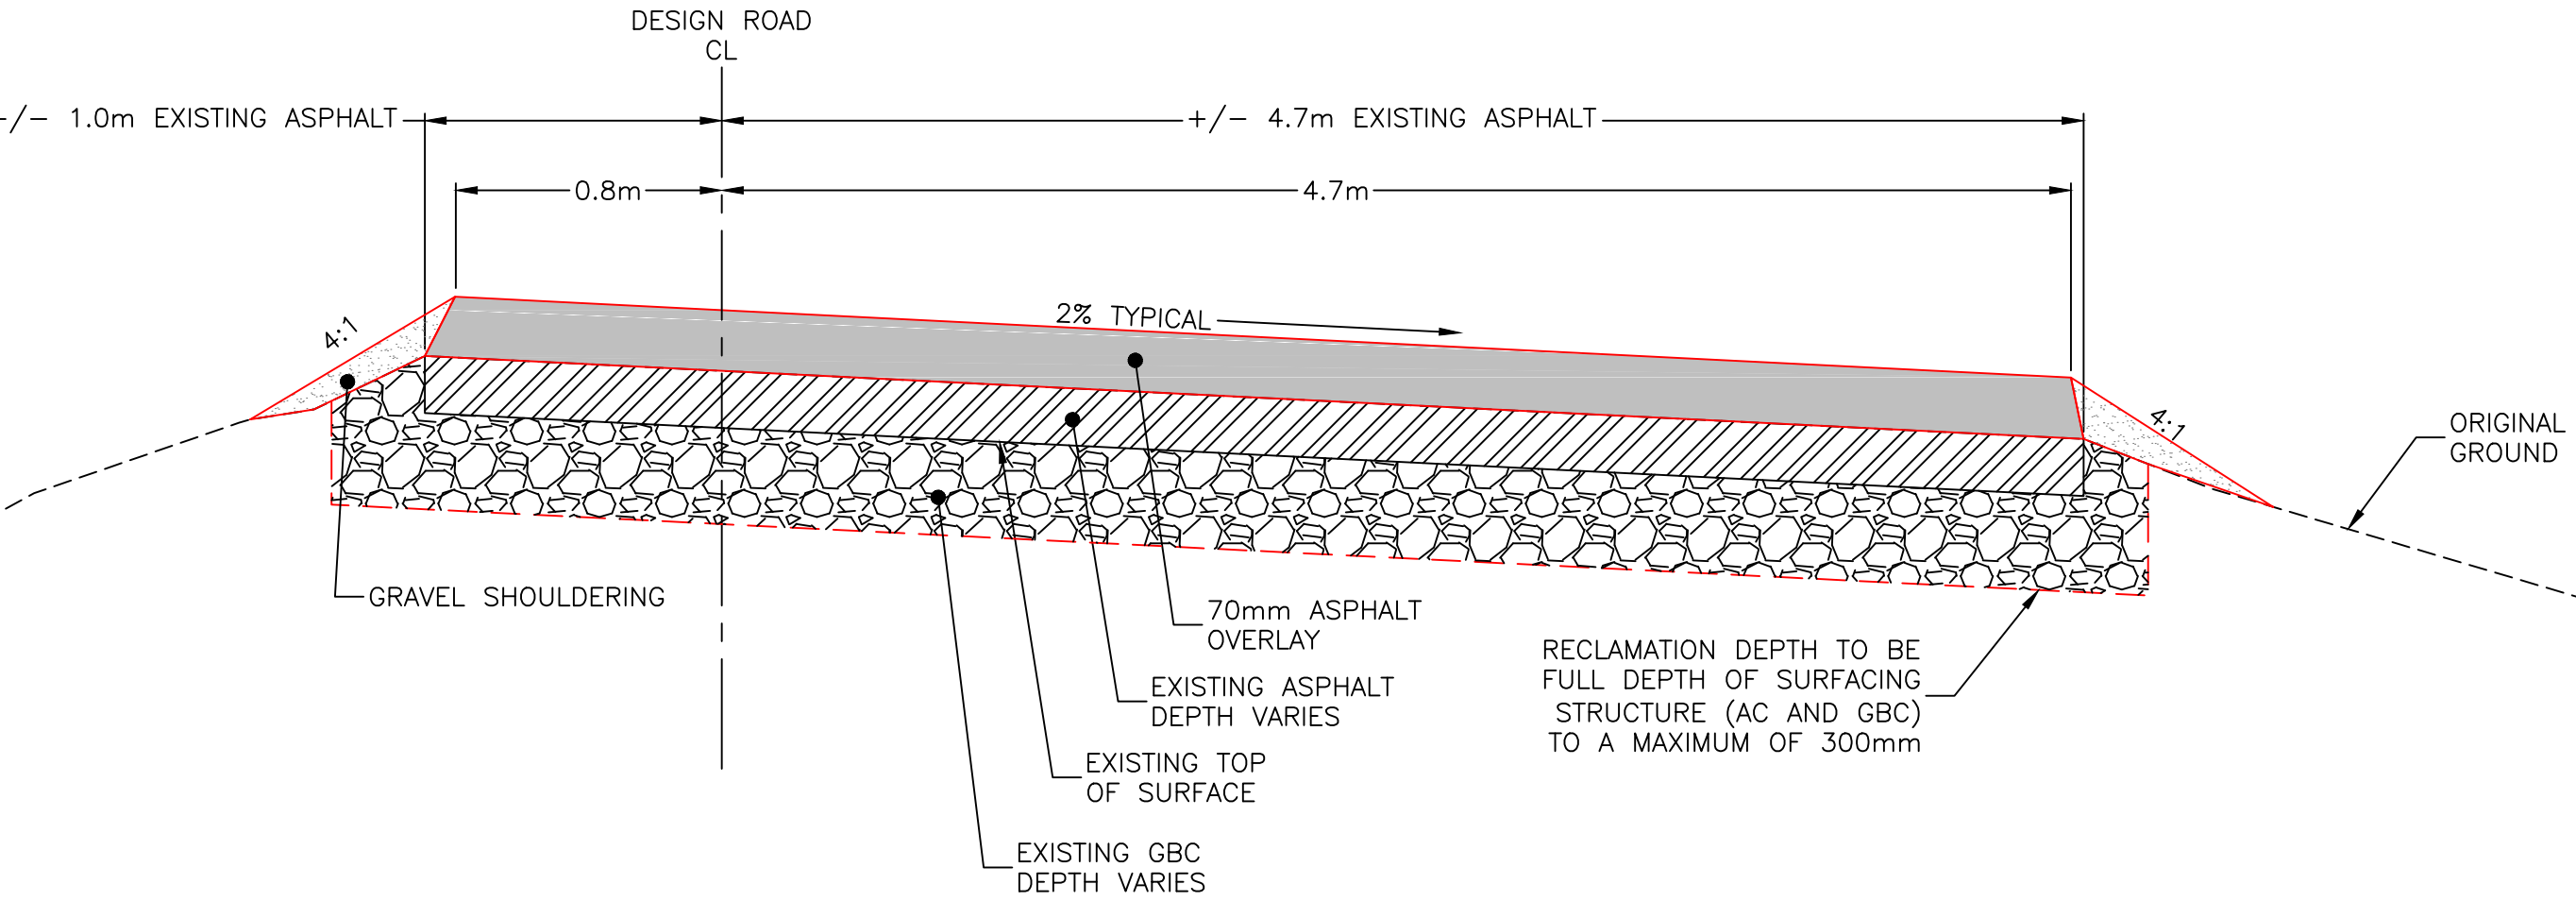 DESIGN ROAD
CL
+/- 1.0m EXISTING ASPHALT
+/- 4.7m EXISTING ASPHALT
0.8m
4.7m
2% TYPICAL
4:1
4:1
ORIGINAL
GROUND
GRAVEL SHOULDERING
70mm ASPHALT
OVERLAY
RECLAMATION DEPTH TO BE
FULL DEPTH OF SURFACING
STRUCTURE (AC AND GBC)
TO A MAXIMUM OF 300mm
EXISTING ASPHALT
DEPTH VARIES
EXISTING TOP
OF SURFACE
EXISTING GBC
DEPTH VARIES